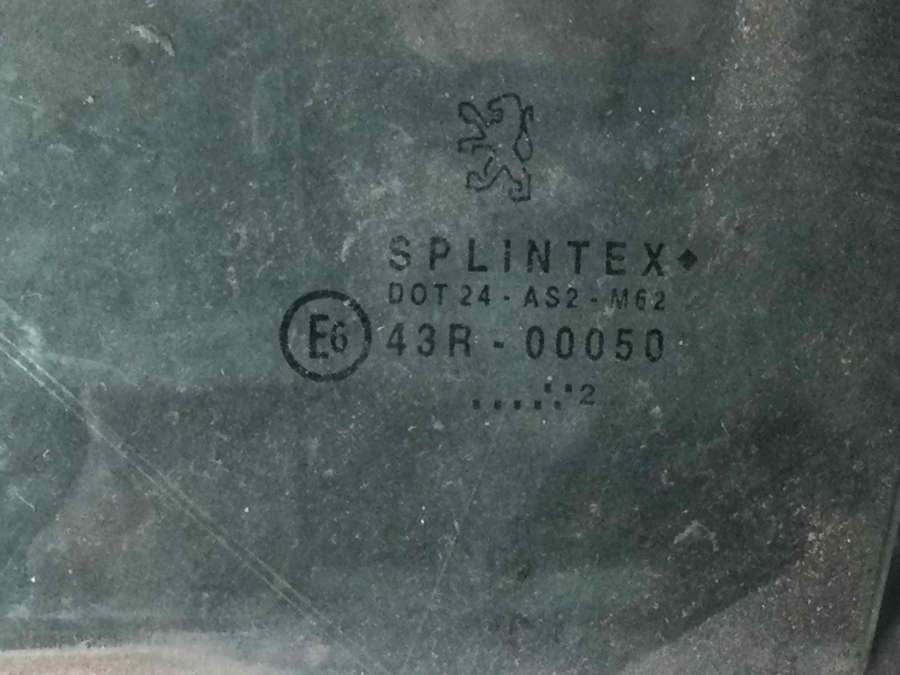 SPLINTEX
DOT 24 - AS2 - M62
E6 43R - 00050
.....:'2